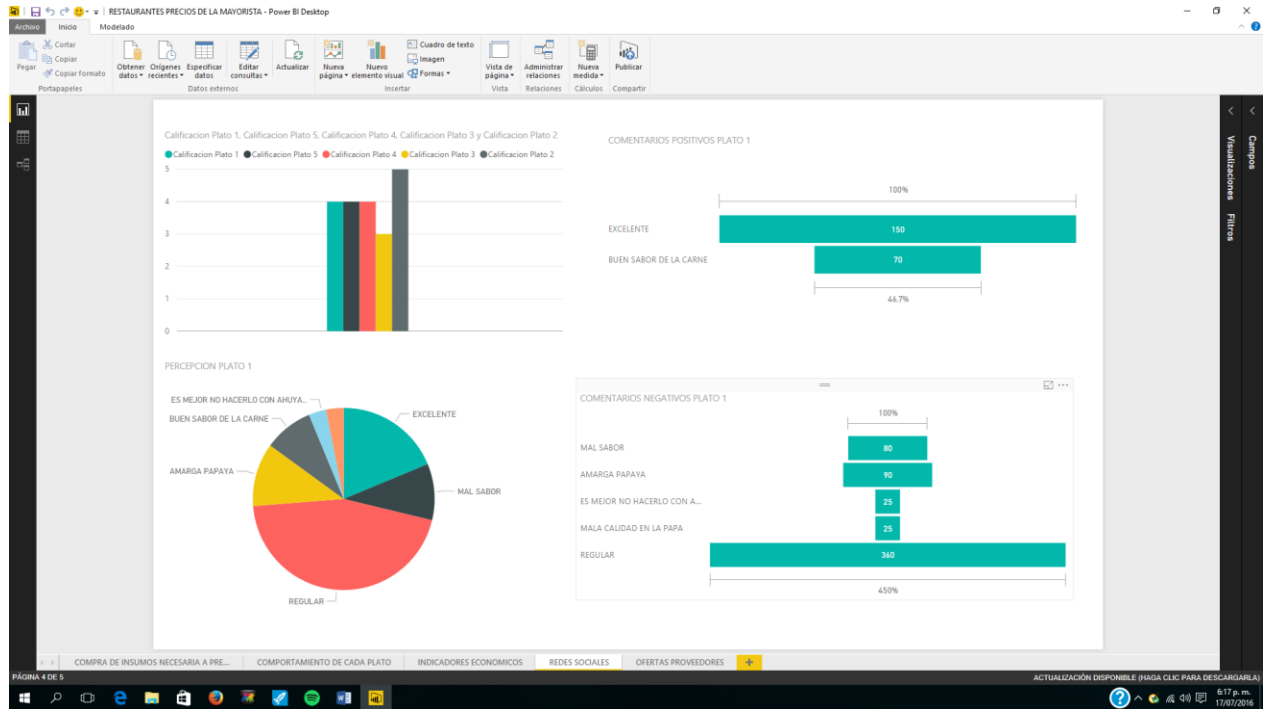 RESTAURANTES PRECIOS DE LA MAYORISTA - Power BI Desktop
Archivo Inicio Modelado
Pegar
Cortar
Copiar
Copiar formato
Portapapeles
Obtener datos
Orígenes recientes
Especificar datos
Editar consultas
Datos externos
Actualizar
Nueva página
Nuevo elemento visual
Cuadro de texto
Imagen
Formas
Insertar
Vista de página
Vista
Administrar relaciones
Relaciones
Nueva medida
Cálculos
Publicar
Compartir
Calificacion Plato 1, Calificacion Plato 5, Calificacion Plato 4, Calificacion Plato 3 y Calificacion Plato 2
Calificacion Plato 1 Calificacion Plato 5 Calificacion Plato 4 Calificacion Plato 3 Calificacion Plato 2
5
4
3
2
1
0
COMENTARIOS POSITIVOS PLATO 1
100%
EXCELENTE 150
BUEN SABOR DE LA CARNE 70
46,7%
PERCEPCION PLATO 1
ES MEJOR NO HACERLO CON AHUYA...
BUEN SABOR DE LA CARNE
EXCELENTE
AMARGA PAPAYA
MAL SABOR
REGULAR
COMENTARIOS NEGATIVOS PLATO 1
100%
MAL SABOR 80
AMARGA PAPAYA 90
ES MEJOR NO HACERLO CON A... 25
MALA CALIDAD EN LA PAPA 25
REGULAR 360
450%
Visualizaciones
Filtros
Campos
COMPRA DE INSUMOS NECESARIA A PRE... COMPORTAMIENTO DE CADA PLATO INDICADORES ECONOMICOS REDES SOCIALES OFERTAS PROVEEDORES +
PÁGINA 4 DE 5
ACTUALIZACIÓN DISPONIBLE (HAGA CLIC PARA DESCARGARLA)
6:17 p. m.
17/07/2016